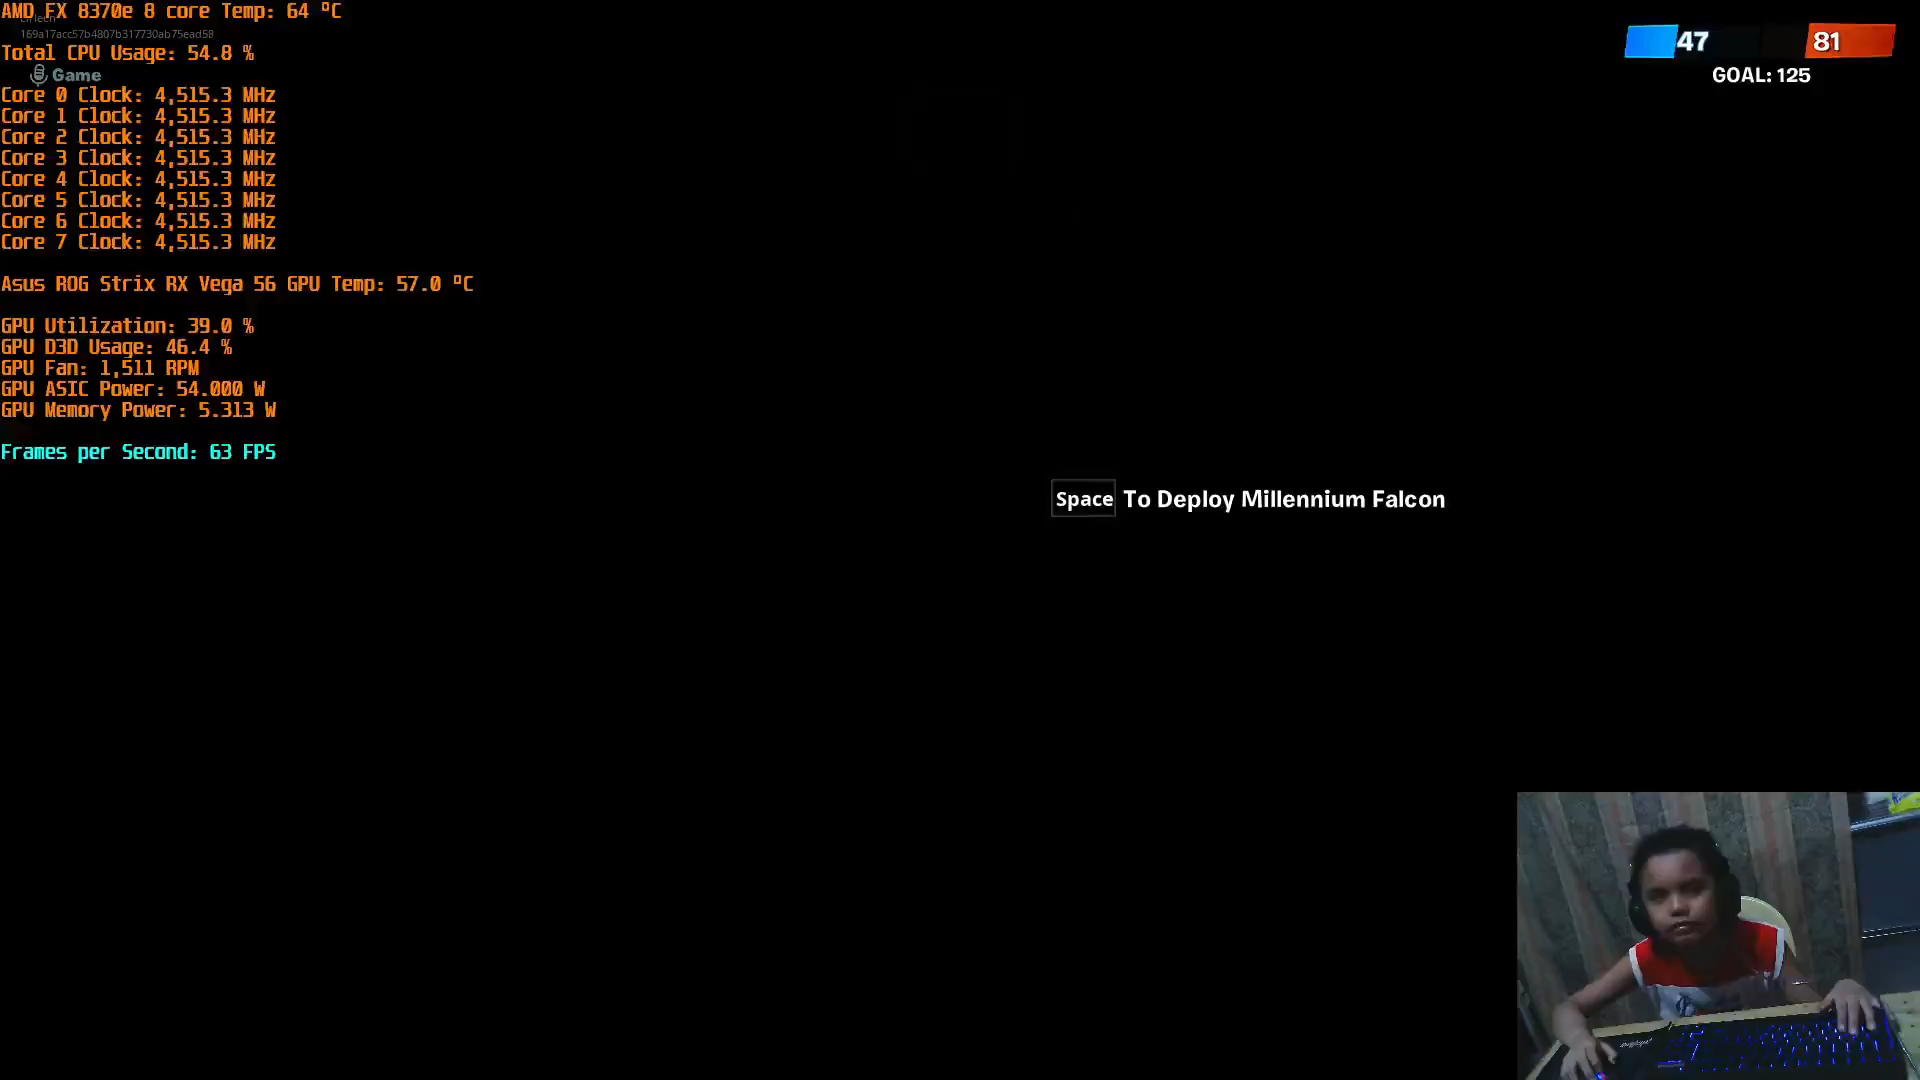 AMD FX 8370e 8 core Temp: 64 ºC
169a17acc57b4807b317730ab75ead58
Total CPU Usage: 54.8 %
Game
Core 0 Clock: 4,515.3 MHz
Core 1 Clock: 4,515.3 MHz
Core 2 Clock: 4,515.3 MHz
Core 3 Clock: 4,515.3 MHz
Core 4 Clock: 4,515.3 MHz
Core 5 Clock: 4,515.3 MHz
Core 6 Clock: 4,515.3 MHz
Core 7 Clock: 4,515.3 MHz
Asus ROG Strix RX Vega 56 GPU Temp: 57.0 ºC
GPU Utilization: 39.0 %
GPU D3D Usage: 46.4 %
GPU Fan: 1,511 RPM
GPU ASIC Power: 54.000 W
GPU Memory Power: 5.313 W
Frames per Second: 63 FPS
47
81
GOAL: 125
Space To Deploy Millennium Falcon